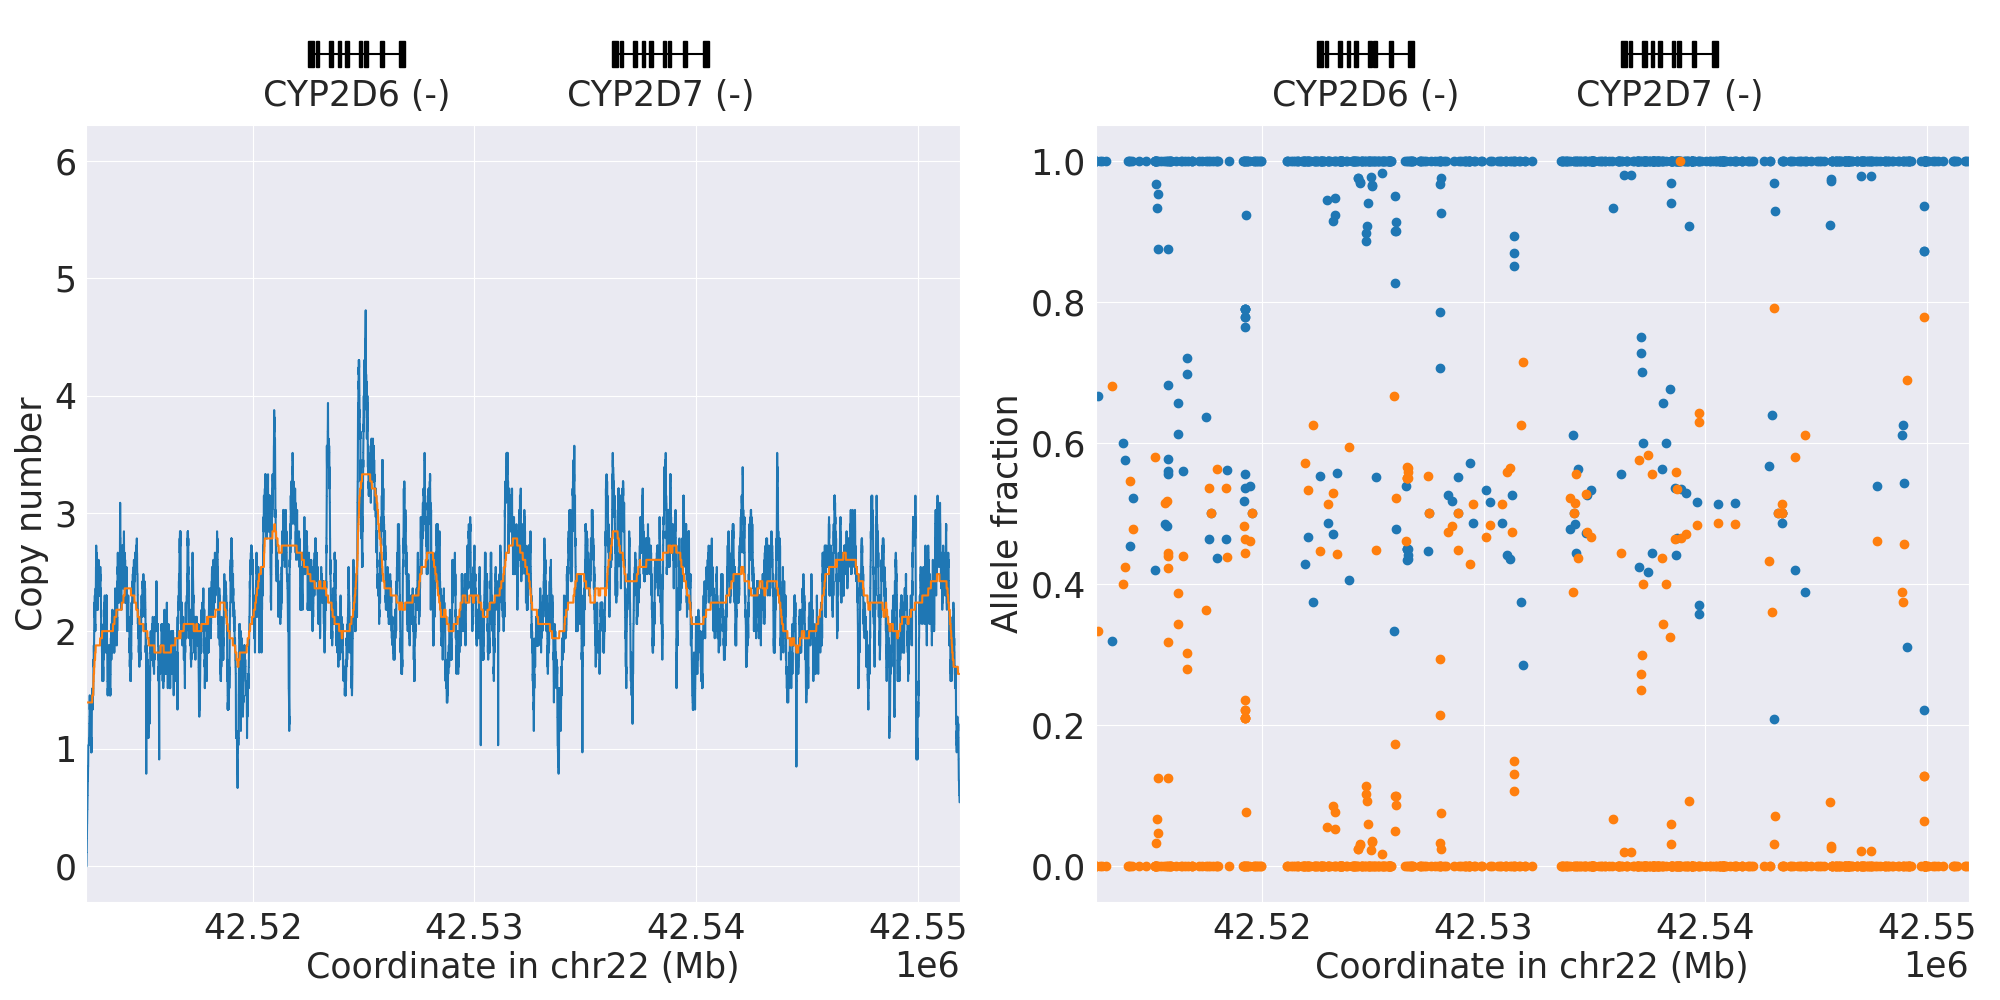 CYP2D6 (-) CYP2D7 (-)
Copy number
6
5
4
3
2
1
0
42.52 42.53 42.54 42.55
Coordinate in chr22 (Mb) 1e6
CYP2D6 (-) CYP2D7 (-)
Allele fraction
1.0
0.8
0.6
0.4
0.2
0.0
42.52 42.53 42.54 42.55
Coordinate in chr22 (Mb) 1e6